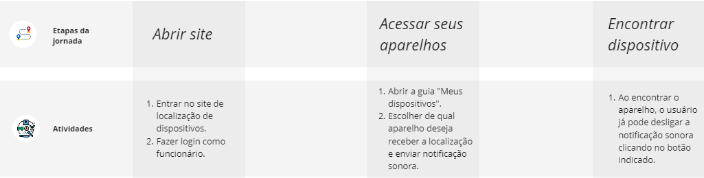 Etapas da
jornada
Abrir site
Acessar seus
aparelhos
Encontrar
dispositivo
Atividades
1. Entrar no site de
localização de
dispositivos.
2. Fazer login como
funcionário.
1. Abrir a guia "Meus
dispositivos".
2. Escolher de qual
aparelho deseja
receber a localização
e enviar notificação
sonora.
1. Ao encontrar o
aparelho, o usuário
já pode desligar a
notificação sonora
clicando no botão
indicado.